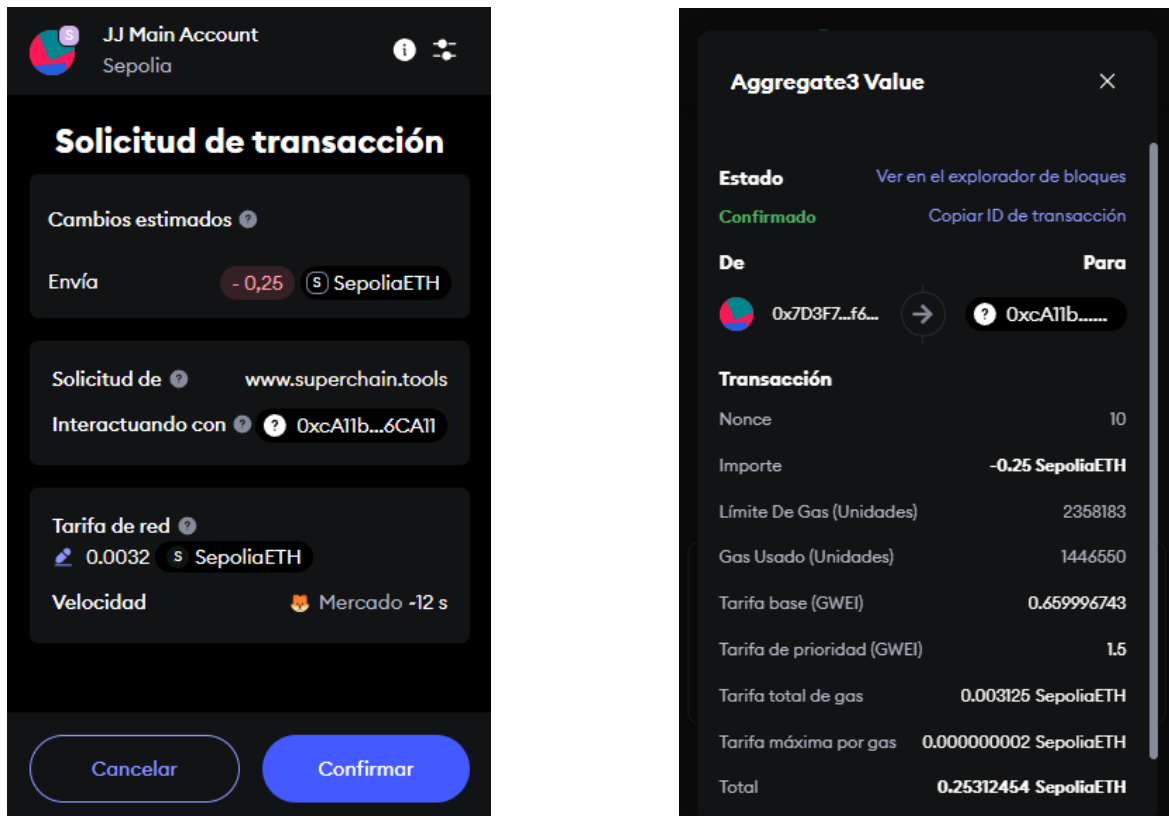 S
JJ Main Account
Sepolia
Solicitud de transacción
Cambios estimados ?
Envía - 0,25 S SepoliaETH
Solicitud de ? www.superchain.tools
Interactuando con ? ? 0xcA11b...6CA11
Tarifa de red ?
0.0032 S SepoliaETH
Velocidad Mercado ~12 s
Cancelar Confirmar
Aggregate3 Value
Estado Ver en el explorador de bloques
Confirmado Copiar ID de transacción
De Para
0x7D3F7...f6... ? 0xcA11b......
Transacción
Nonce 10
Importe -0.25 SepoliaETH
Límite De Gas (Unidades) 2358183
Gas Usado (Unidades) 1446550
Tarifa base (GWEI) 0.659996743
Tarifa de prioridad (GWEI) 1.5
Tarifa total de gas 0.003125 SepoliaETH
Tarifa máxima por gas 0.000000002 SepoliaETH
Total 0.25312454 SepoliaETH